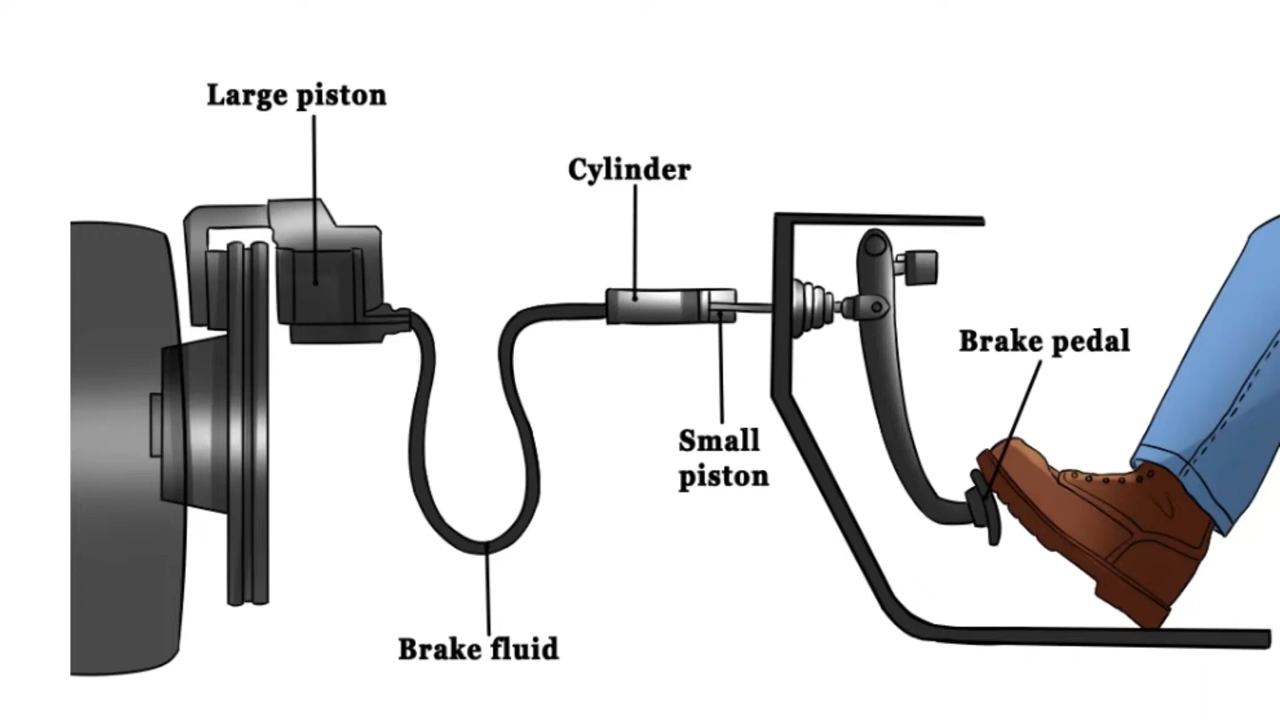 Large piston
Cylinder
Brake pedal
Small
piston
Brake fluid